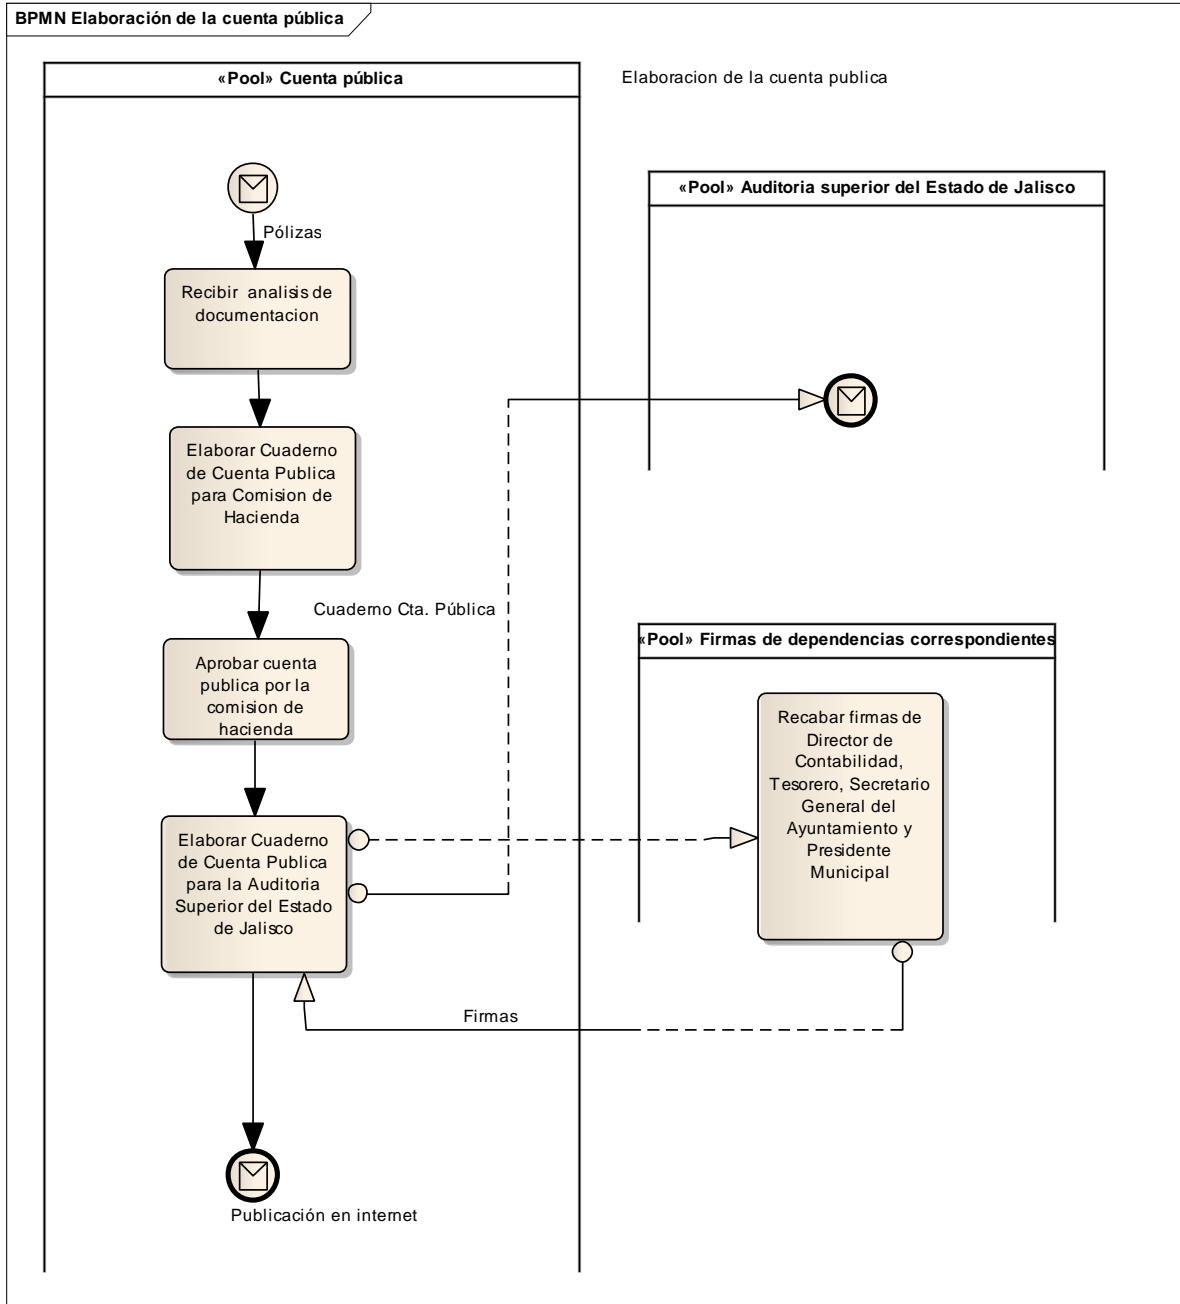 BPMN Elaboración de la cuenta pública
«Pool» Cuenta pública
Elaboracion de la cuenta publica
«Pool» Auditoria superior del Estado de Jalisco
Pólizas
Recibir analisis de
documentacion
Elaborar Cuaderno
de Cuenta Publica
para Comision de
Hacienda
Cuaderno Cta. Pública
«Pool» Firmas de dependencias correspondientes
Aprobar cuenta
publica por la
comision de
hacienda
Recabar firmas de
Director de
Contabilidad,
Tesorero, Secretario
General del
Ayuntamiento y
Presidente
Municipal
Elaborar Cuaderno
de Cuenta Publica
para la Auditoria
Superior del Estado
de Jalisco
Firmas
Publicación en internet